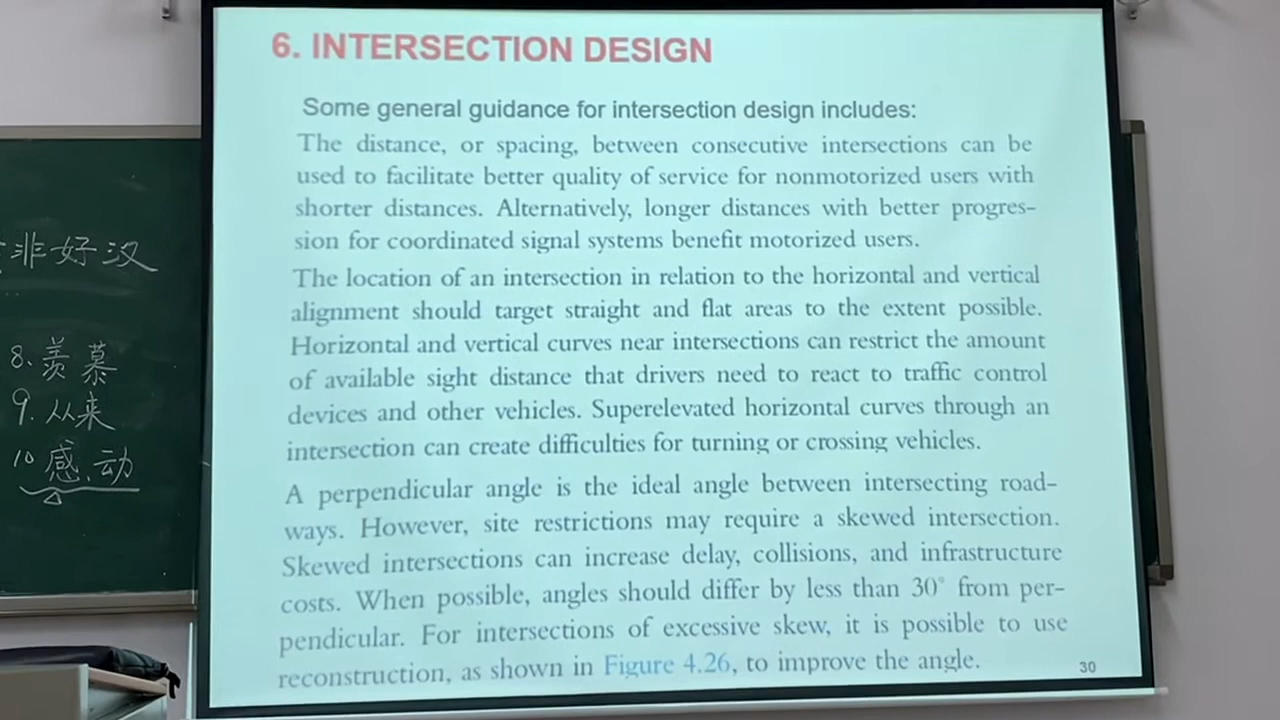 非好汉
8. 羡慕
9. 从来
10 感动
6. INTERSECTION DESIGN
Some general guidance for intersection design includes:
The distance, or spacing, between consecutive intersections can be
used to facilitate better quality of service for nonmotorized users with
shorter distances. Alternatively, longer distances with better progres-
sion for coordinated signal systems benefit motorized users.
The location of an intersection in relation to the horizontal and vertical
alignment should target straight and flat areas to the extent possible.
Horizontal and vertical curves near intersections can restrict the amount
of available sight distance that drivers need to react to traffic control
devices and other vehicles. Superelevated horizontal curves through an
intersection can create difficulties for turning or crossing vehicles.
A perpendicular angle is the ideal angle between intersecting road-
ways. However, site restrictions may require a skewed intersection.
Skewed intersections can increase delay, collisions, and infrastructure
costs. When possible, angles should differ by less than 30° from per-
pendicular. For intersections of excessive skew, it is possible to use
reconstruction, as shown in Figure 4.26, to improve the angle.
30